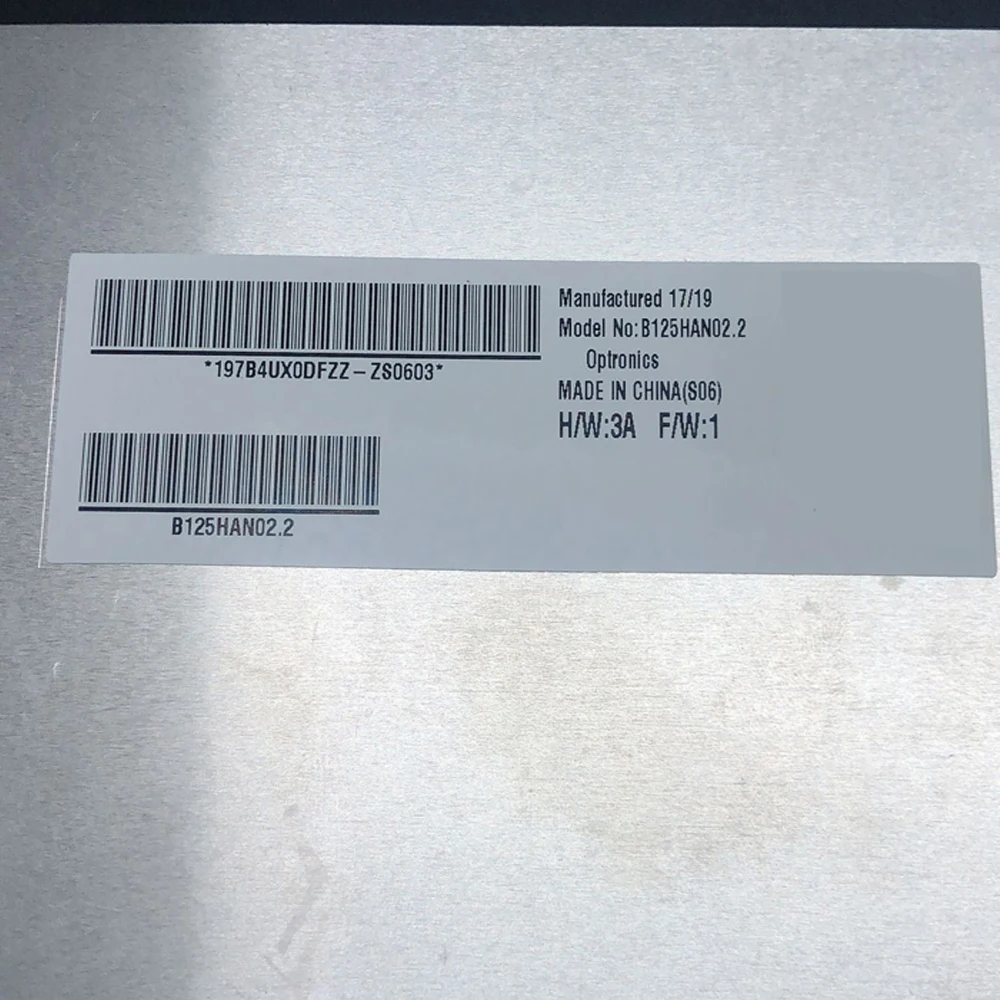 *197B4UX0DFZZ-ZS0603*
B125HAN02.2
Manufactured 17/19
Model No:B125HAN02.2
Optronics
MADE IN CHINA(S06)
H/W:3A F/W:1